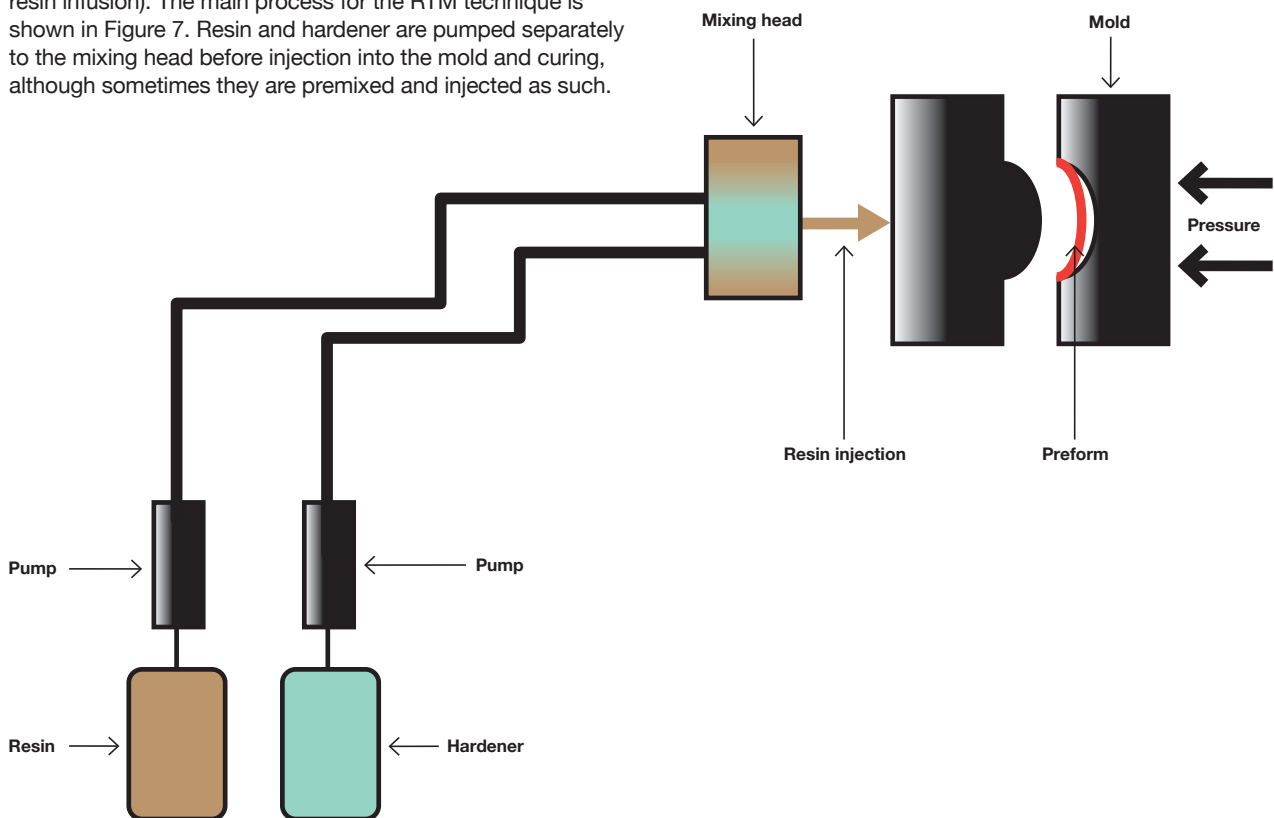 resin infusion). The main process for the RTM technique is
shown in Figure 7. Resin and hardener are pumped separately
to the mixing head before injection into the mold and curing,
although sometimes they are premixed and injected as such.
Mixing head
Mold
Pressure
Resin injection
Preform
Pump
Pump
Resin
Hardener